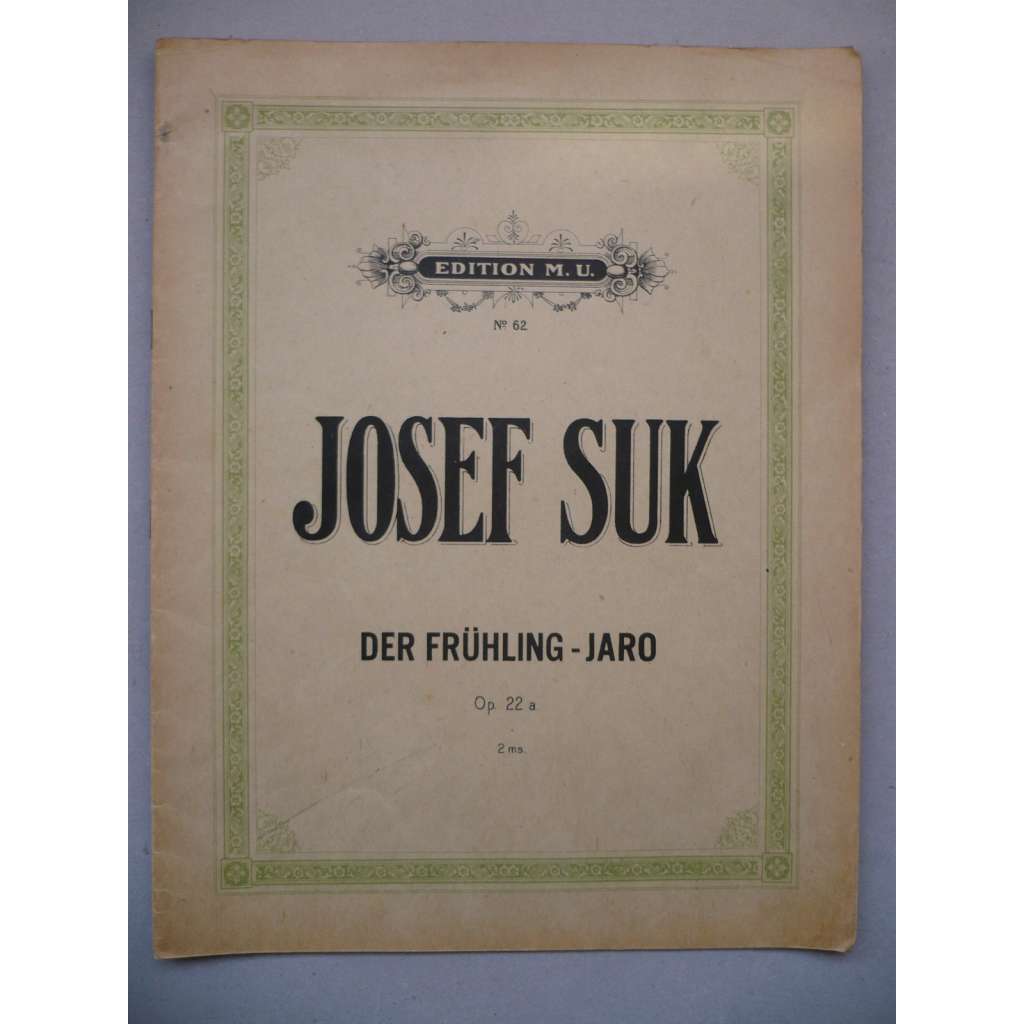 EDITION M. U.
No 62
JOSEF SUK
DER FRÜHLING - JARO
Op. 22 a.
2 ms.